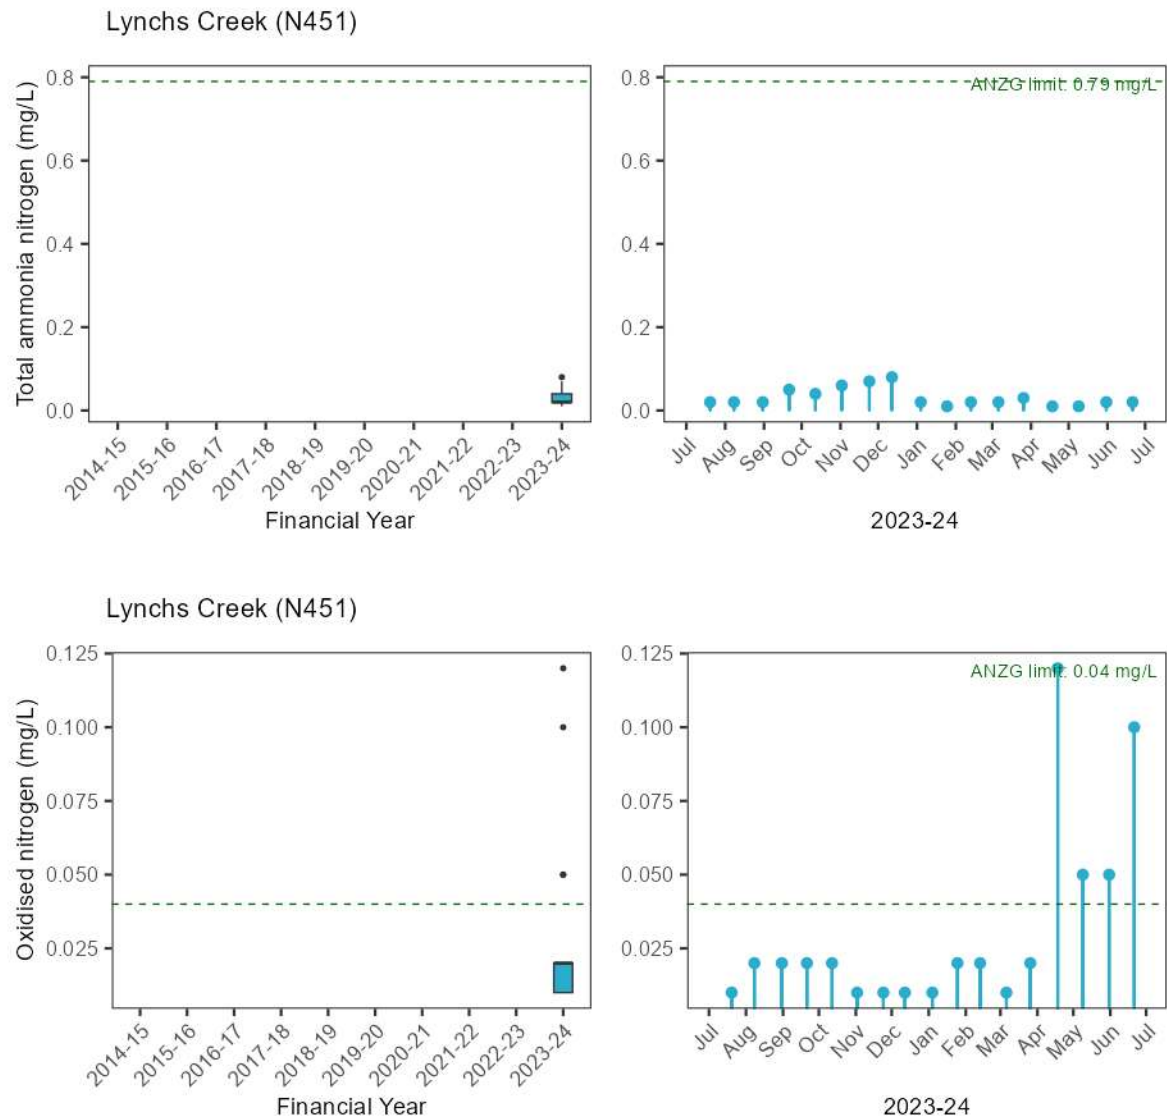 Lynchs Creek (N451)
Total ammonia nitrogen (mg/L)
0.8
0.6
0.4
0.2
0.0
2014-15
2015-16
2016-17
2017-18
2018-19
2019-20
2020-21
2021-22
2022-23
2023-24
Financial Year
ANZG limit: 0.79 mg/L
0.8
0.6
0.4
0.2
0.0
Jul
Aug
Sep
Oct
Nov
Dec
Jan
Feb
Mar
Apr
May
Jun
Jul
2023-24
Lynchs Creek (N451)
Oxidised nitrogen (mg/L)
0.125
0.100
0.075
0.050
0.025
2014-15
2015-16
2016-17
2017-18
2018-19
2019-20
2020-21
2021-22
2022-23
2023-24
Financial Year
ANZG limit: 0.04 mg/L
0.125
0.100
0.075
0.050
0.025
Jul
Aug
Sep
Oct
Nov
Dec
Jan
Feb
Mar
Apr
May
Jun
Jul
2023-24